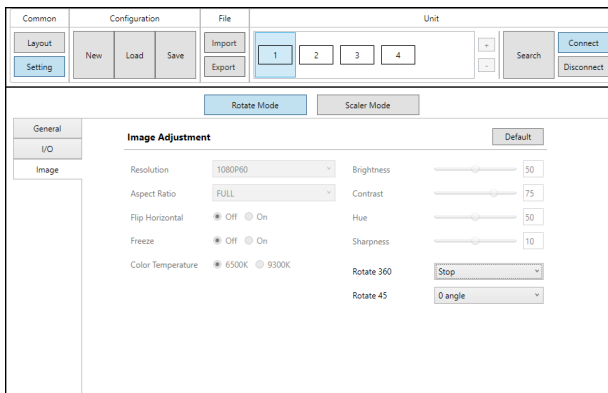 Common Configuration File Unit
Layout New Load Save Import 1 2 3 4 + Search Connect
Setting Export - Disconnect
Rotate Mode Scaler Mode
General
I/O
Image
Image Adjustment Default
Resolution 1080P60 Brightness 50
Aspect Ratio FULL Contrast 75
Flip Horizontal Off On Hue 50
Freeze Off On Sharpness 10
Color Temperature 6500K 9300K
Rotate 360 Stop
Rotate 45 0 angle